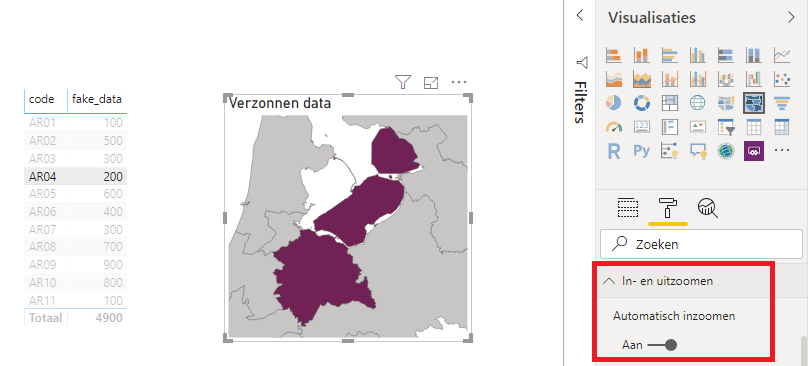 Visualisaties
Filters
123
R Py
Zoeken
In- en uitzoomen
Automatisch inzoomen
Aan
code fake_data
AR01 100
AR02 500
AR03 300
AR04 200
AR05 600
AR06 400
AR07 300
AR08 700
AR09 900
AR10 800
AR11 100
Totaal 4900
Verzonnen data